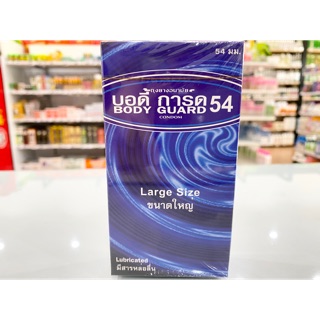 54 มม.
ถุงยางอนามัย
บอดี้ การ์ด 54
BODY GUARD
CONDOM
Large Size
ขนาดใหญ่
Lubricated
มีสารหล่อลื่น